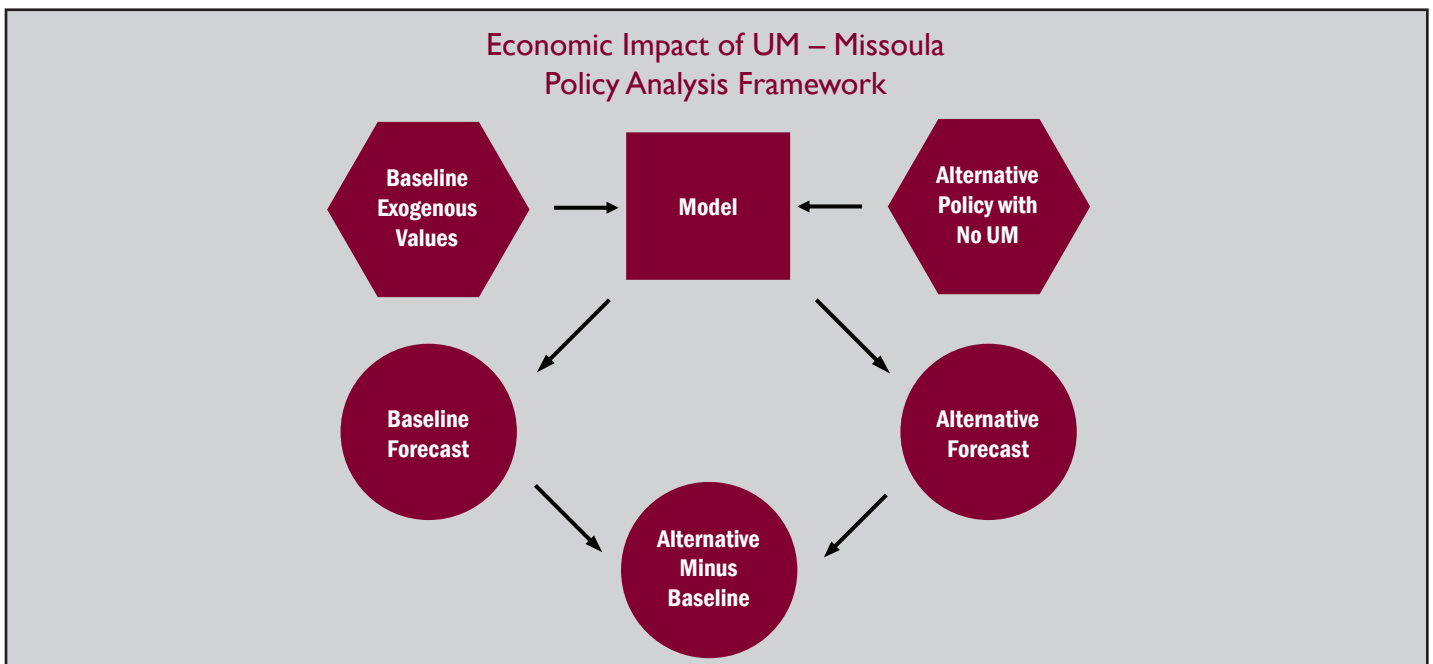 Economic Impact of UM – Missoula
Policy Analysis Framework
Baseline
Exogenous
Values
Model
Alternative
Policy with
No UM
Baseline
Forecast
Alternative
Forecast
Alternative
Minus
Baseline